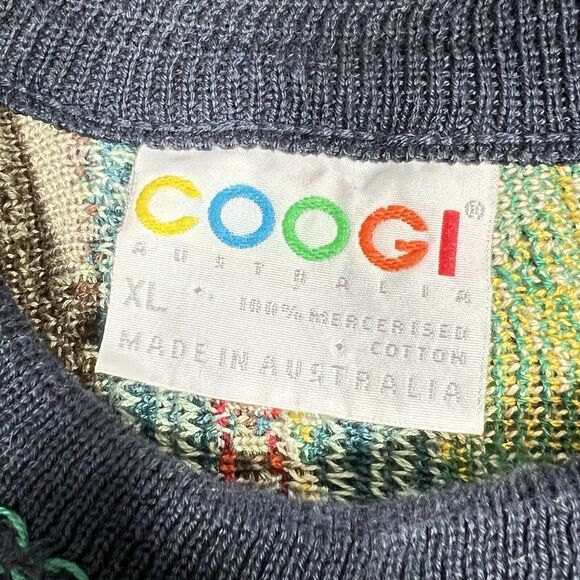 COOGI®
AUSTRALIA
XL 100% MERCERISED
COTTON
MADE IN AUSTRALIA